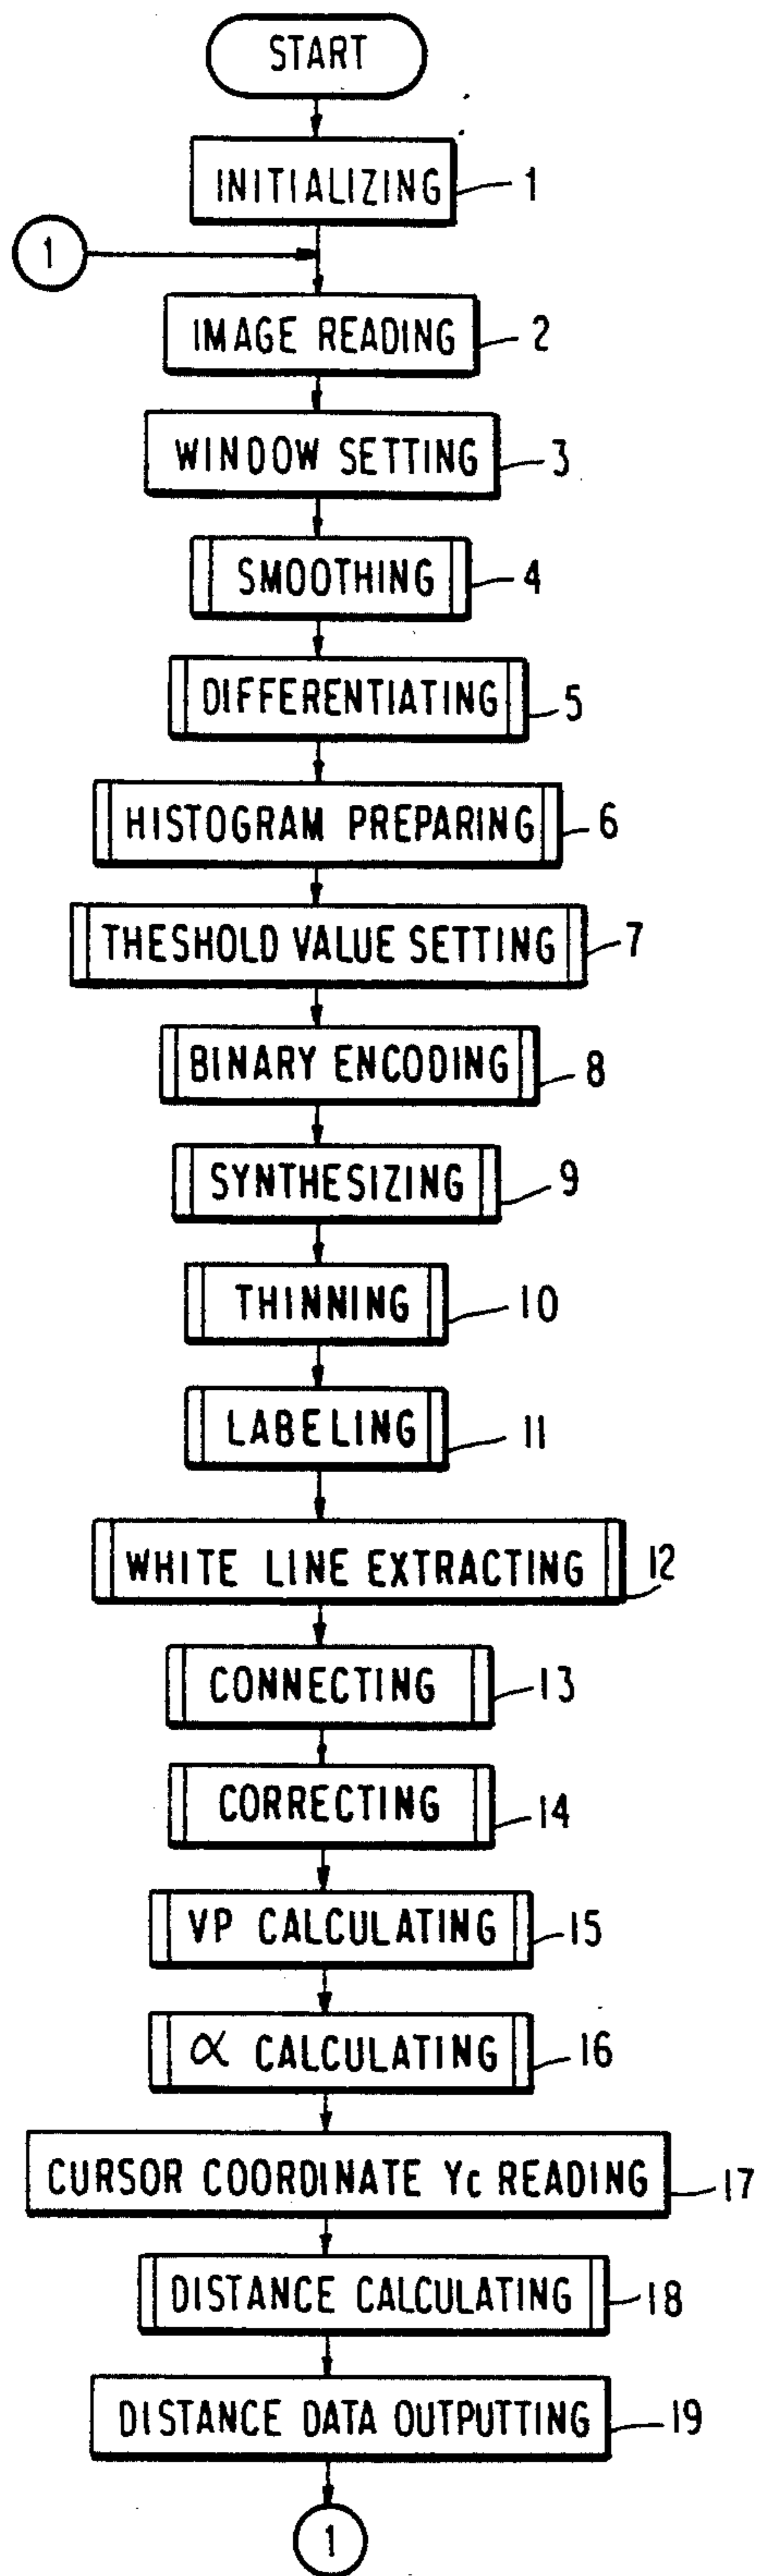 START
INITIALIZING 1
1
IMAGE READING 2
WINDOW SETTING 3
SMOOTHING 4
DIFFERENTIATING 5
HISTOGRAM PREPARING 6
THESHOLD VALUE SETTING 7
BINARY ENCODING 8
SYNTHESIZING 9
THINNING 10
LABELING 11
WHITE LINE EXTRACTING 12
CONNECTING 13
CORRECTING 14
VP CALCULATING 15
α CALCULATING 16
CURSOR COORDINATE Yc READING 17
DISTANCE CALCULATING 18
DISTANCE DATA OUTPUTTING 19
1